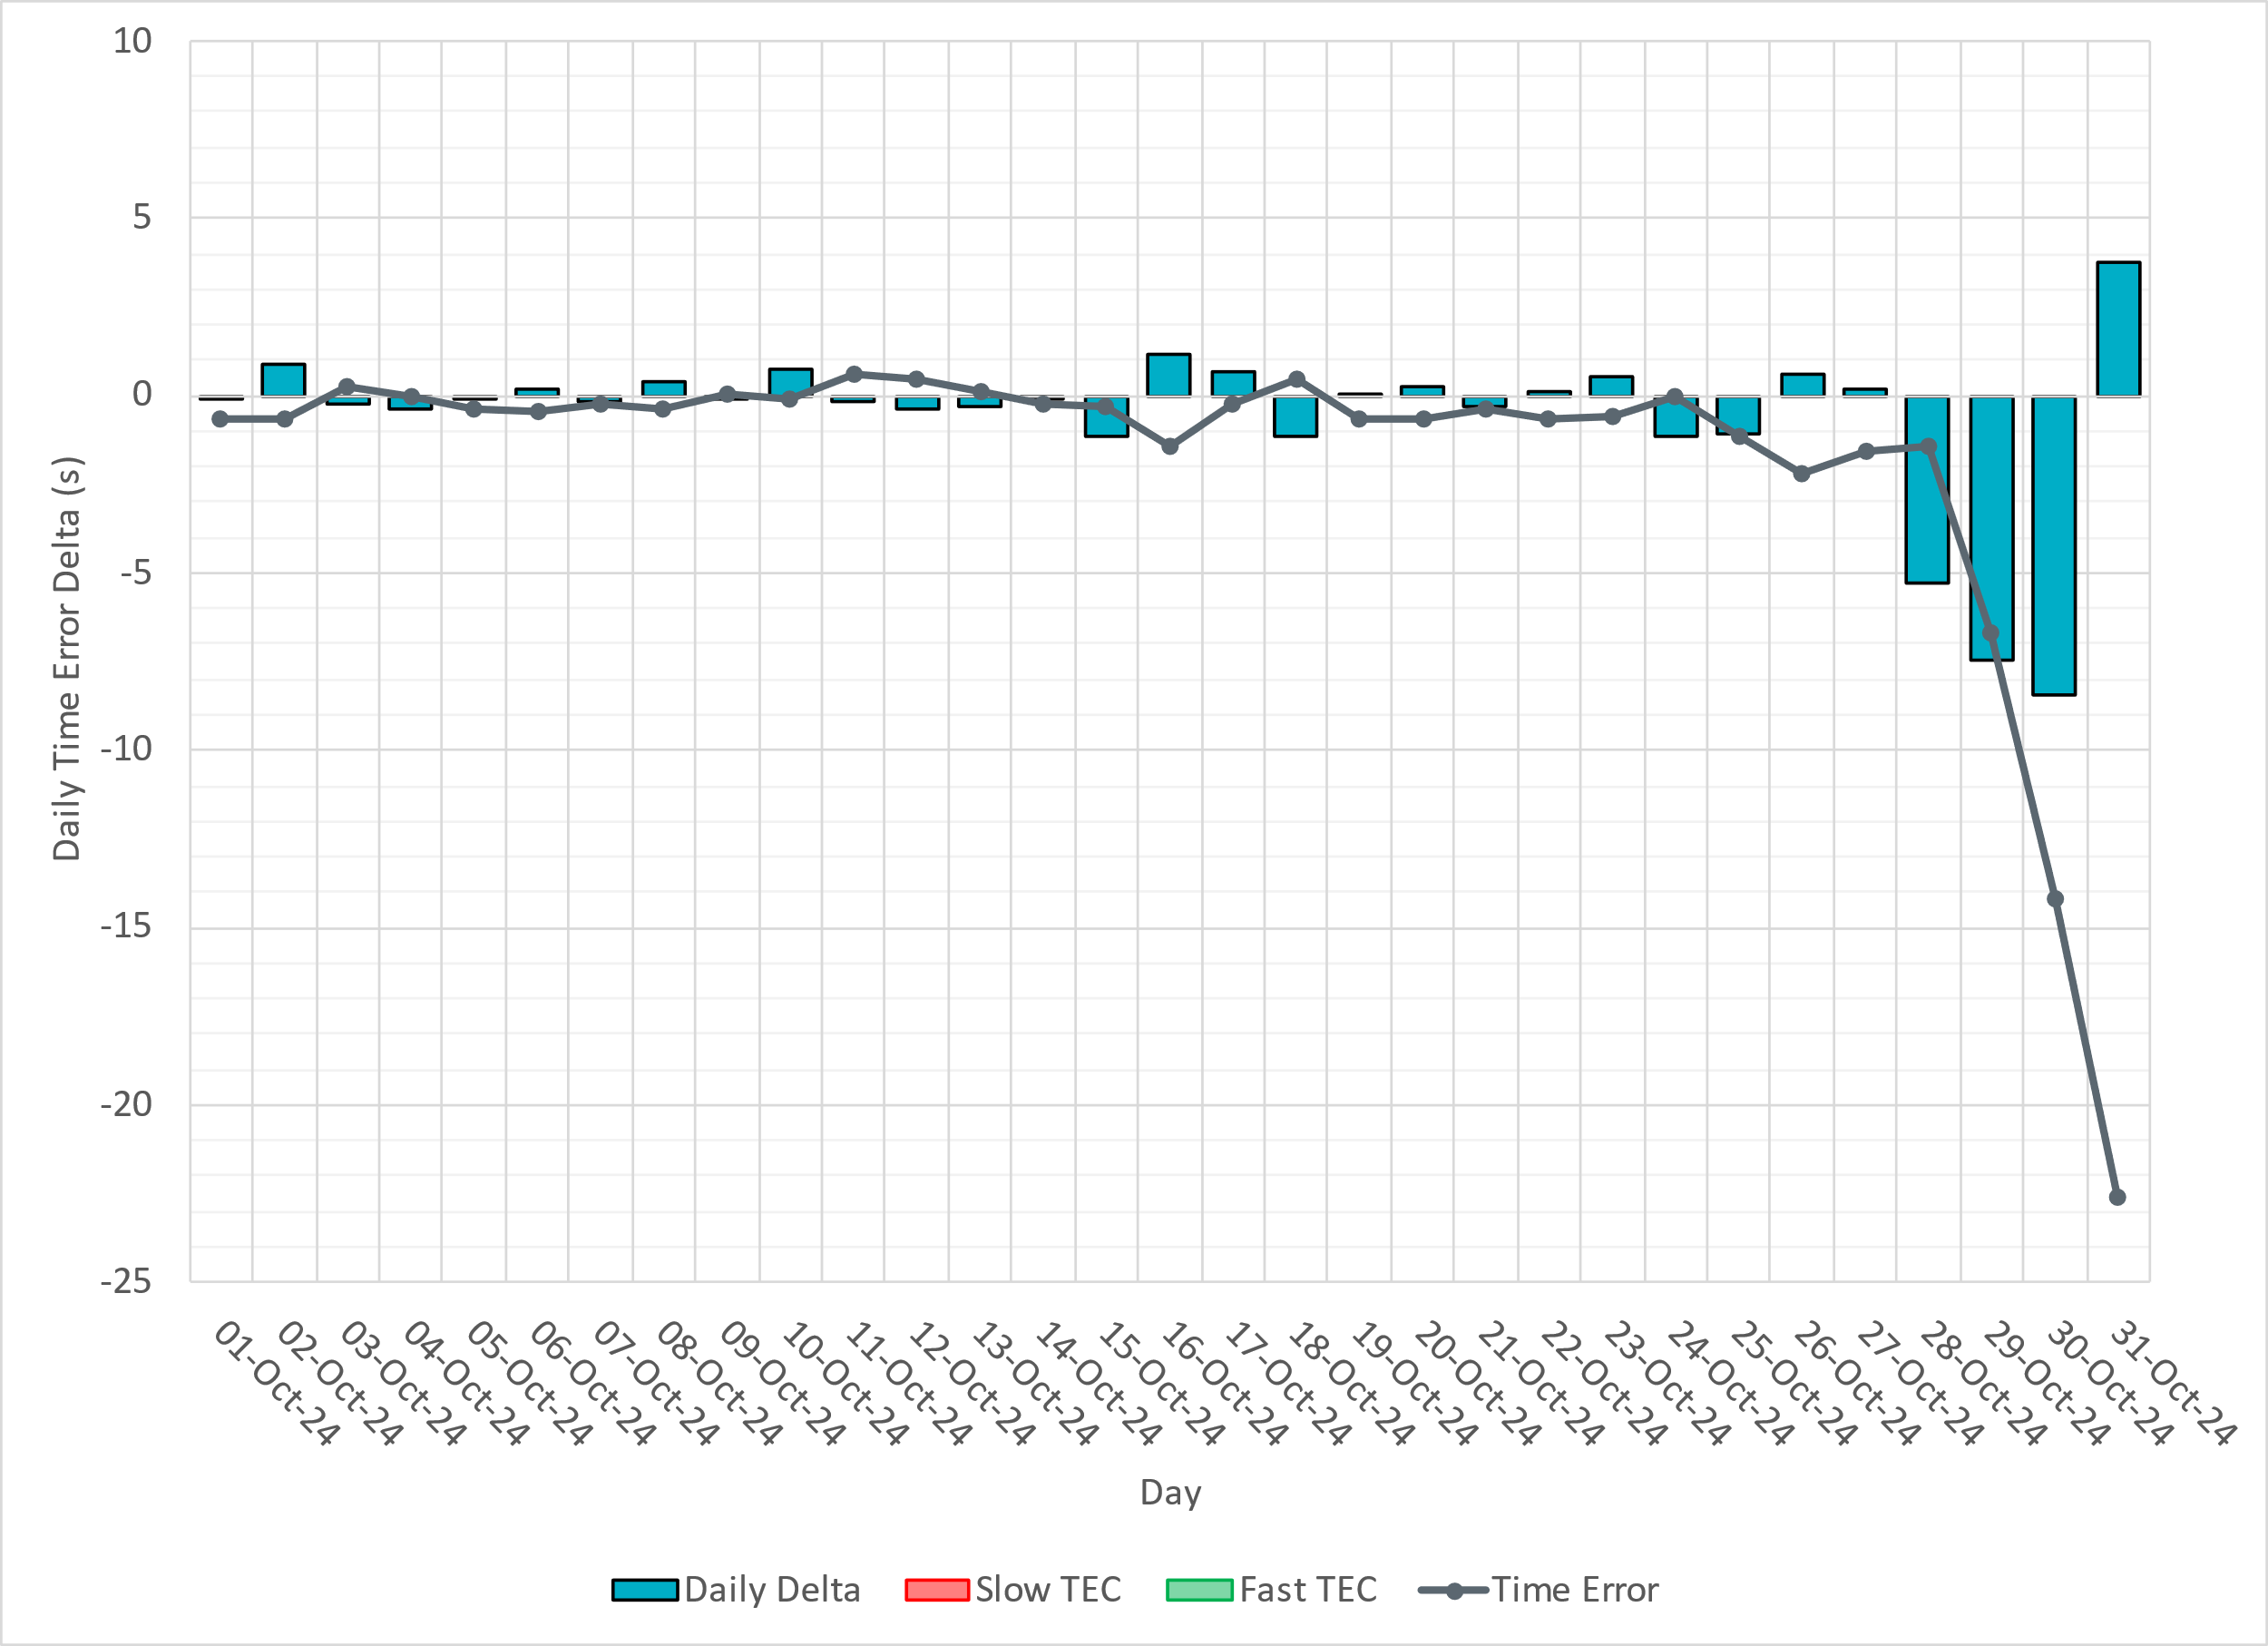 10
5
0
-5
-10
-15
-20
-25
Daily Time Error Delta (s)
01-Oct-24
02-Oct-24
03-Oct-24
04-Oct-24
05-Oct-24
06-Oct-24
07-Oct-24
08-Oct-24
09-Oct-24
10-Oct-24
11-Oct-24
12-Oct-24
13-Oct-24
14-Oct-24
15-Oct-24
16-Oct-24
17-Oct-24
18-Oct-24
19-Oct-24
20-Oct-24
21-Oct-24
22-Oct-24
23-Oct-24
24-Oct-24
25-Oct-24
26-Oct-24
27-Oct-24
28-Oct-24
29-Oct-24
30-Oct-24
31-Oct-24
Day
Daily Delta Slow TEC Fast TEC Time Error